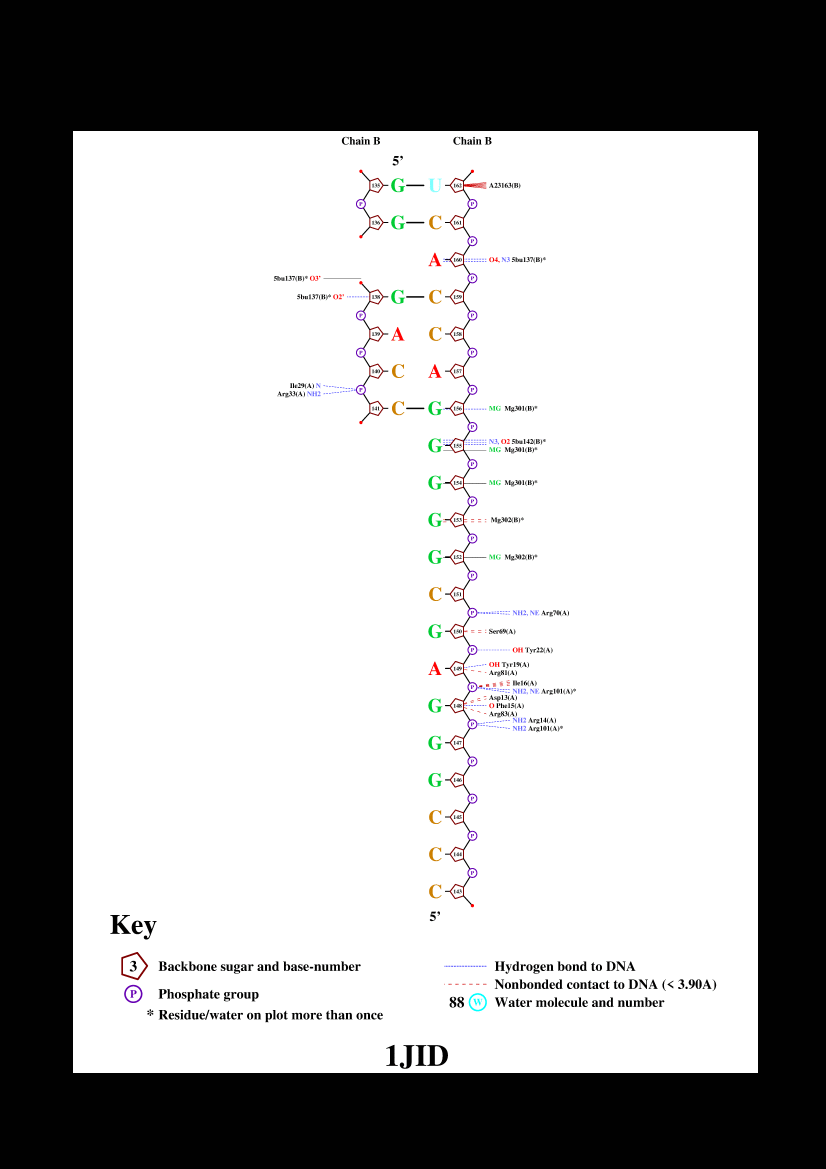 Chain B Chain B
5'
135 G U 162 A23163(B)
P P
136 G C 161
P
A 160 O4, N3 5bu137(B)*
5bu137(B)* O3' P
5bu137(B)* O2' 138 G C 159
P P
139 A C 158
P P
140 C A 157
Ile29(A) N P P
Arg33(A) NH2
141 C G 156 MG Mg301(B)*
P
G 155 N3, O2 5bu142(B)*
MG Mg301(B)*
P
G 154 MG Mg301(B)*
P
G 153 Mg302(B)*
P
G 152 MG Mg302(B)*
P
C 151
P NH2, NE Arg70(A)
G 150 Ser69(A)
P OH Tyr22(A)
A 149 OH Tyr19(A)
Arg81(A)
P Ile16(A)
NH2, NE Arg101(A)*
Asp13(A)
G 148 O Phe15(A)
Arg83(A)
P NH2 Arg14(A)
NH2 Arg101(A)*
G 147
P
G 146
P
C 145
P
C 144
P
C 143
5'
Key
3 Backbone sugar and base-number
P Phosphate group
* Residue/water on plot more than once
Hydrogen bond to DNA
Nonbonded contact to DNA (< 3.90A)
88 W Water molecule and number
1JID